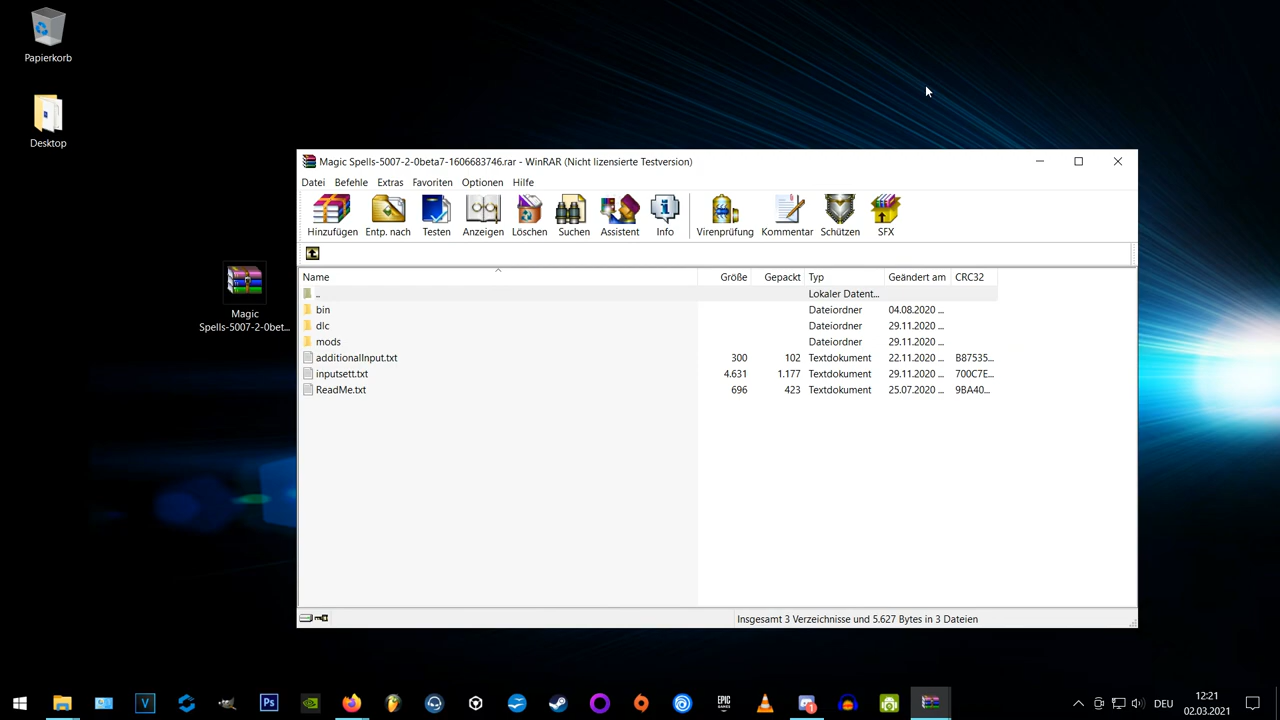 Papierkorb
Desktop
Magic
Spells-5007-2-0bet...
Magic Spells-5007-2-0beta7-1606683746.rar - WinRAR (Nicht lizensierte Testversion)
Datei Befehle Extras Favoriten Optionen Hilfe
Hinzufügen Entp. nach Testen Anzeigen Löschen Suchen Assistent Info Virenprüfung Kommentar Schützen SFX
Name Größe Gepackt Typ Geändert am CRC32
.. Lokaler Datent...
bin Dateiordner 04.08.2020 ...
dlc Dateiordner 29.11.2020 ...
mods Dateiordner 29.11.2020 ...
additionalInput.txt 300 102 Textdokument 22.11.2020 ... B87535...
inputsett.txt 4.631 1.177 Textdokument 29.11.2020 ... 700C7E...
ReadMe.txt 696 423 Textdokument 25.07.2020 ... 9BA40...
Insgesamt 3 Verzeichnisse und 5.627 Bytes in 3 Dateien
V Ps EPIC GAMES DEU 12:21
02.03.2021